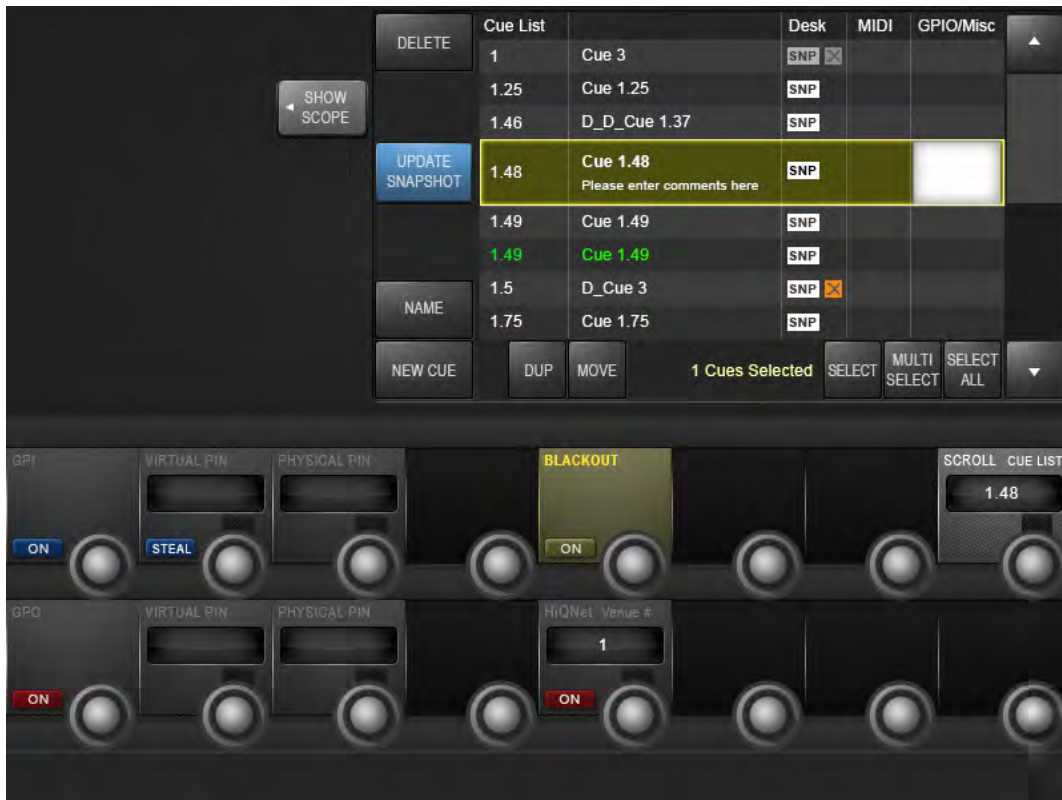 DELETE
Cue List Desk MIDI GPIO/Misc
1 Cue 3 SNP
SHOW
SCOPE
1.25 Cue 1.25 SNP
1.46 D_D_Cue 1.37 SNP
UPDATE
SNAPSHOT
1.48 Cue 1.48 SNP
Please enter comments here
1.49 Cue 1.49 SNP
1.49 Cue 1.49 SNP
NAME
1.5 D_Cue 3 SNP
1.75 Cue 1.75 SNP
NEW CUE DUP MOVE 1 Cues Selected SELECT
MULTI
SELECT
SELECT
ALL
GPI VIRTUAL PIN PHYSICAL PIN BLACKOUT SCROLL CUE LIST
1.48
ON STEAL ON
GPO VIRTUAL PIN PHYSICAL PIN HiQNet Venue #
1
ON ON